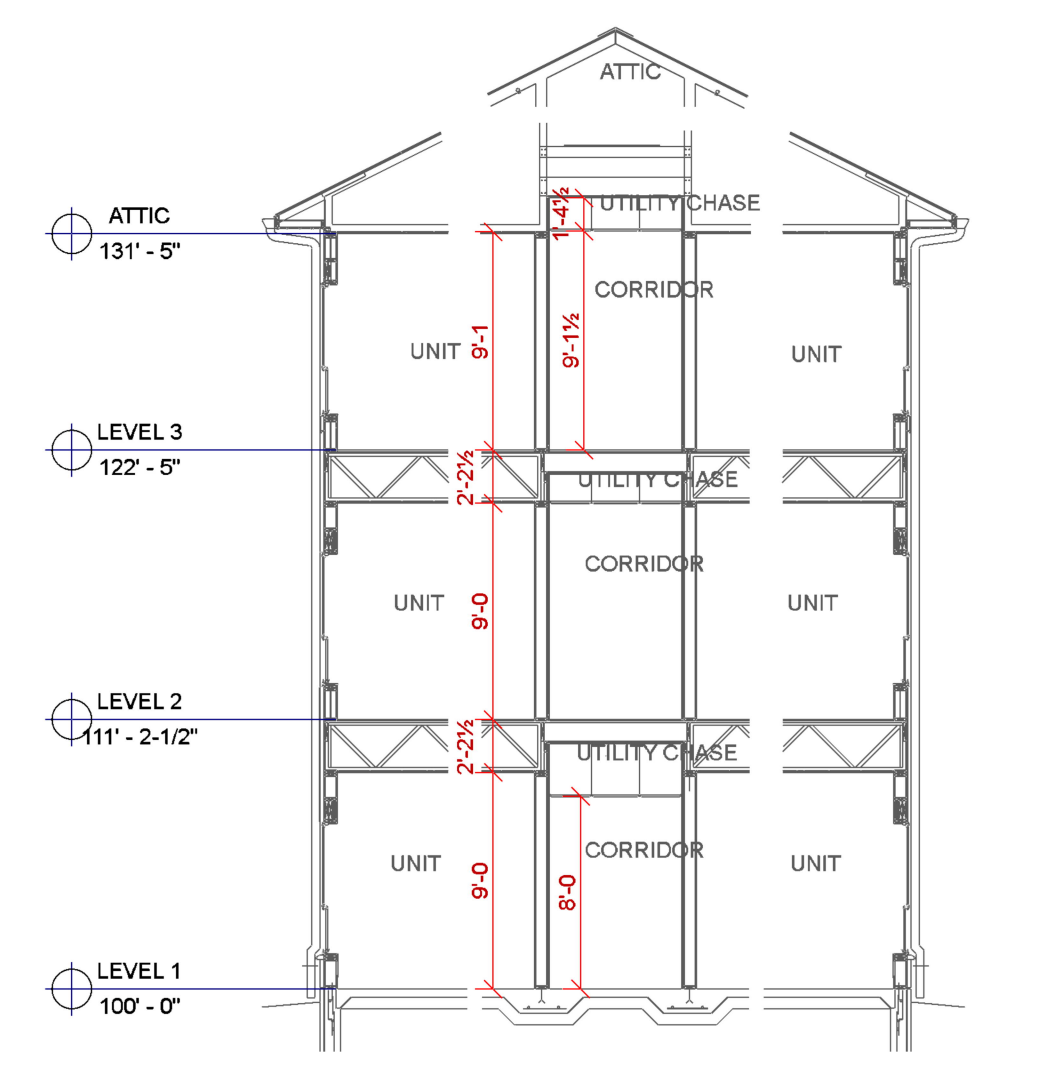 ATTIC
ATTIC
131' - 5"
UTILITY CHASE
1'-4½
CORRIDOR
9'-1
9'-1½
UNIT
UNIT
LEVEL 3
122' - 5"
2'-2½
UTILITY CHASE
CORRIDOR
UNIT
9'-0
UNIT
LEVEL 2
111' - 2-1/2"
2'-2½
UTILITY CHASE
CORRIDOR
UNIT
9'-0
8'-0
UNIT
LEVEL 1
100' - 0"